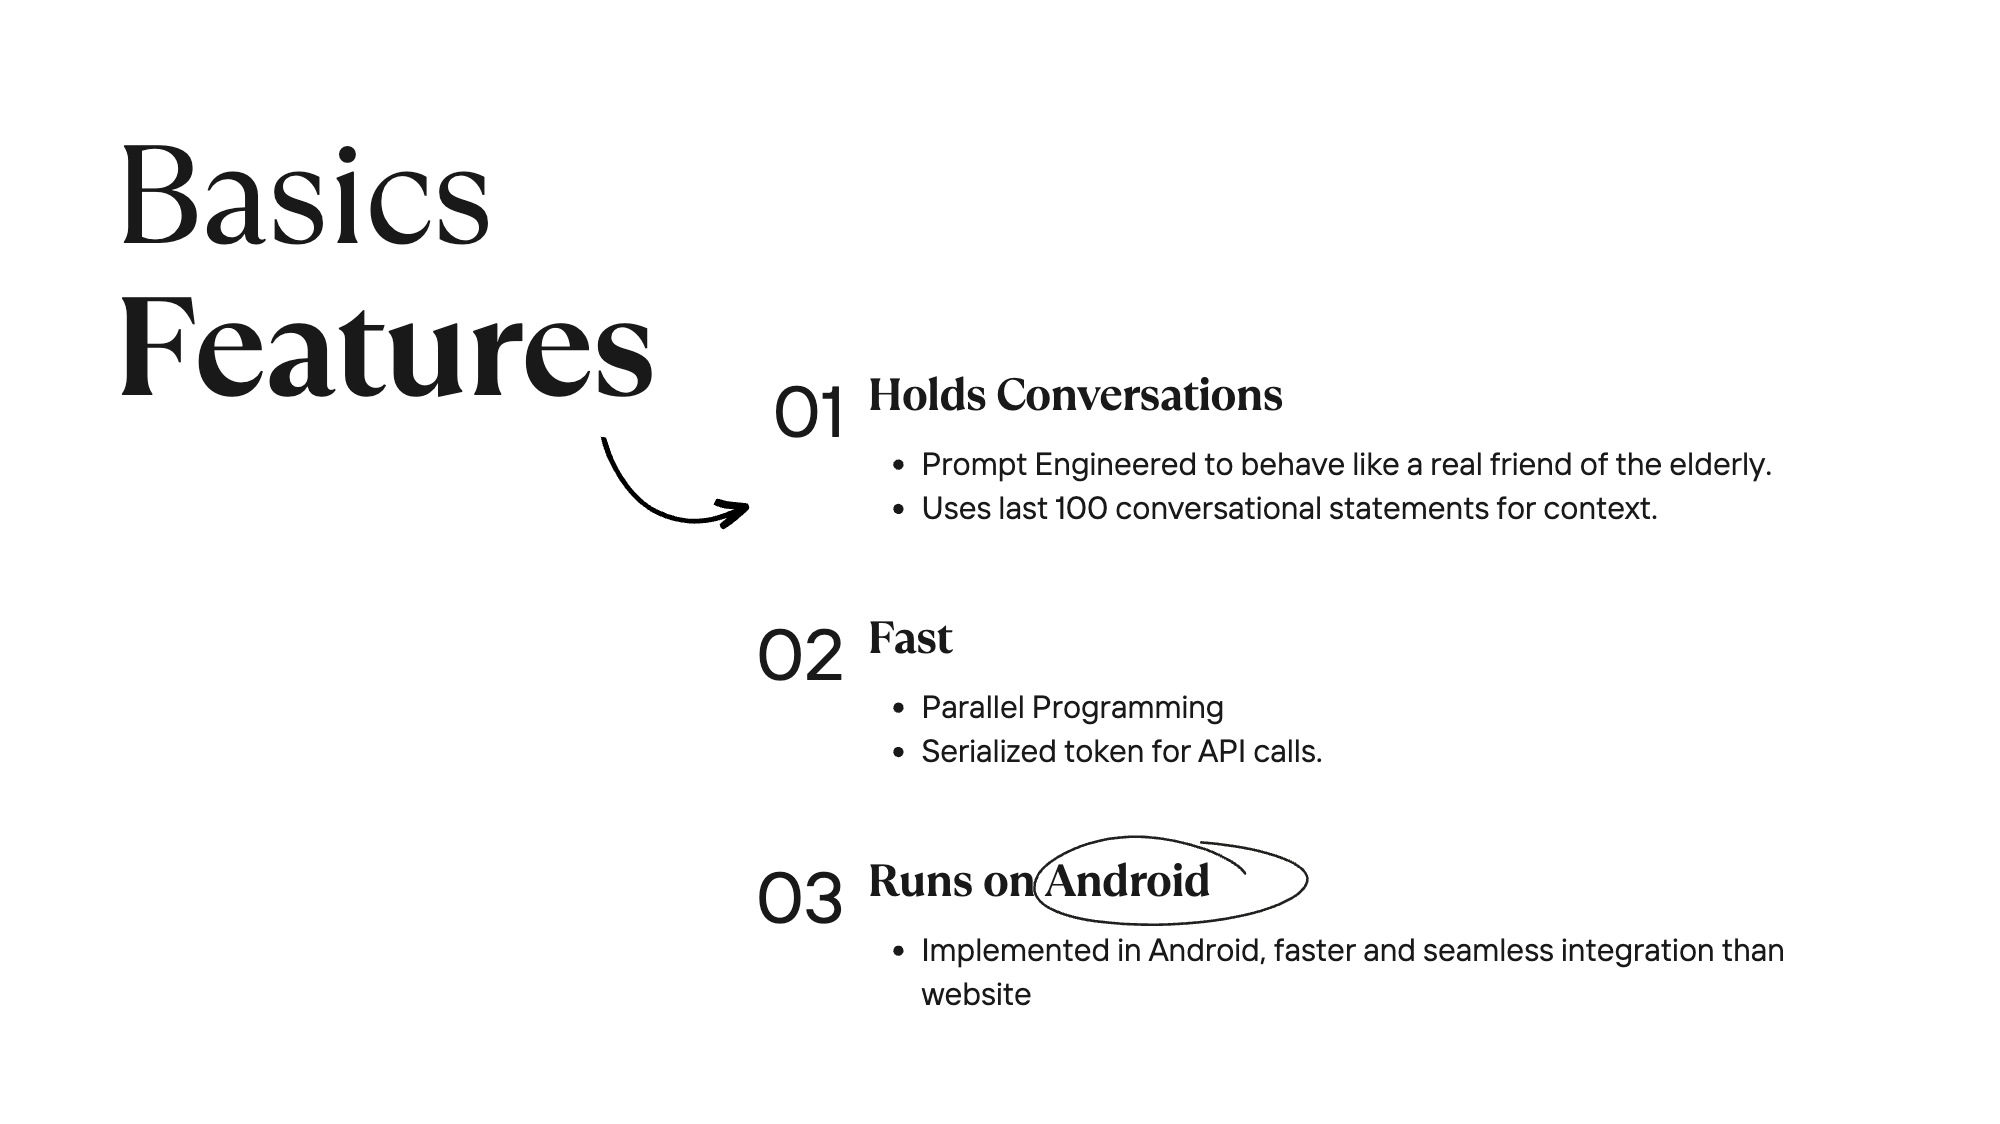 Basics
Features
01 Holds Conversations
• Prompt Engineered to behave like a real friend of the elderly.
• Uses last 100 conversational statements for context.
02 Fast
• Parallel Programming
• Serialized token for API calls.
03 Runs on Android
• Implemented in Android, faster and seamless integration than
website